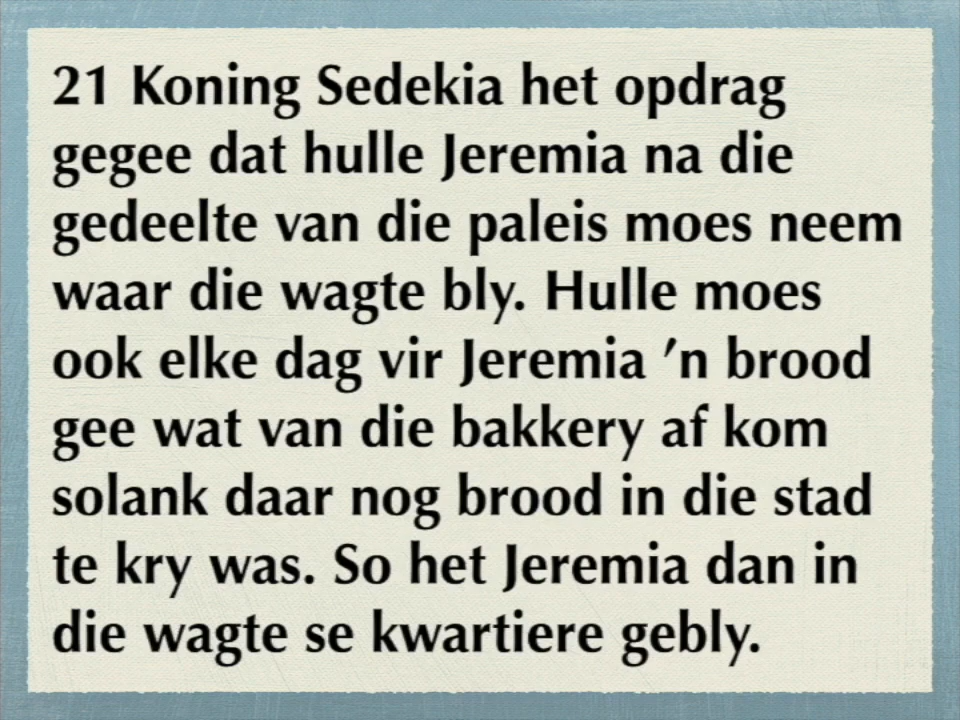 21 Koning Sedekia het opdrag
gegee dat hulle Jeremia na die
gedeelte van die paleis moes neem
waar die wagte bly. Hulle moes
ook elke dag vir Jeremia ’n brood
gee wat van die bakkery af kom
solank daar nog brood in die stad
te kry was. So het Jeremia dan in
die wagte se kwartiere gebly.